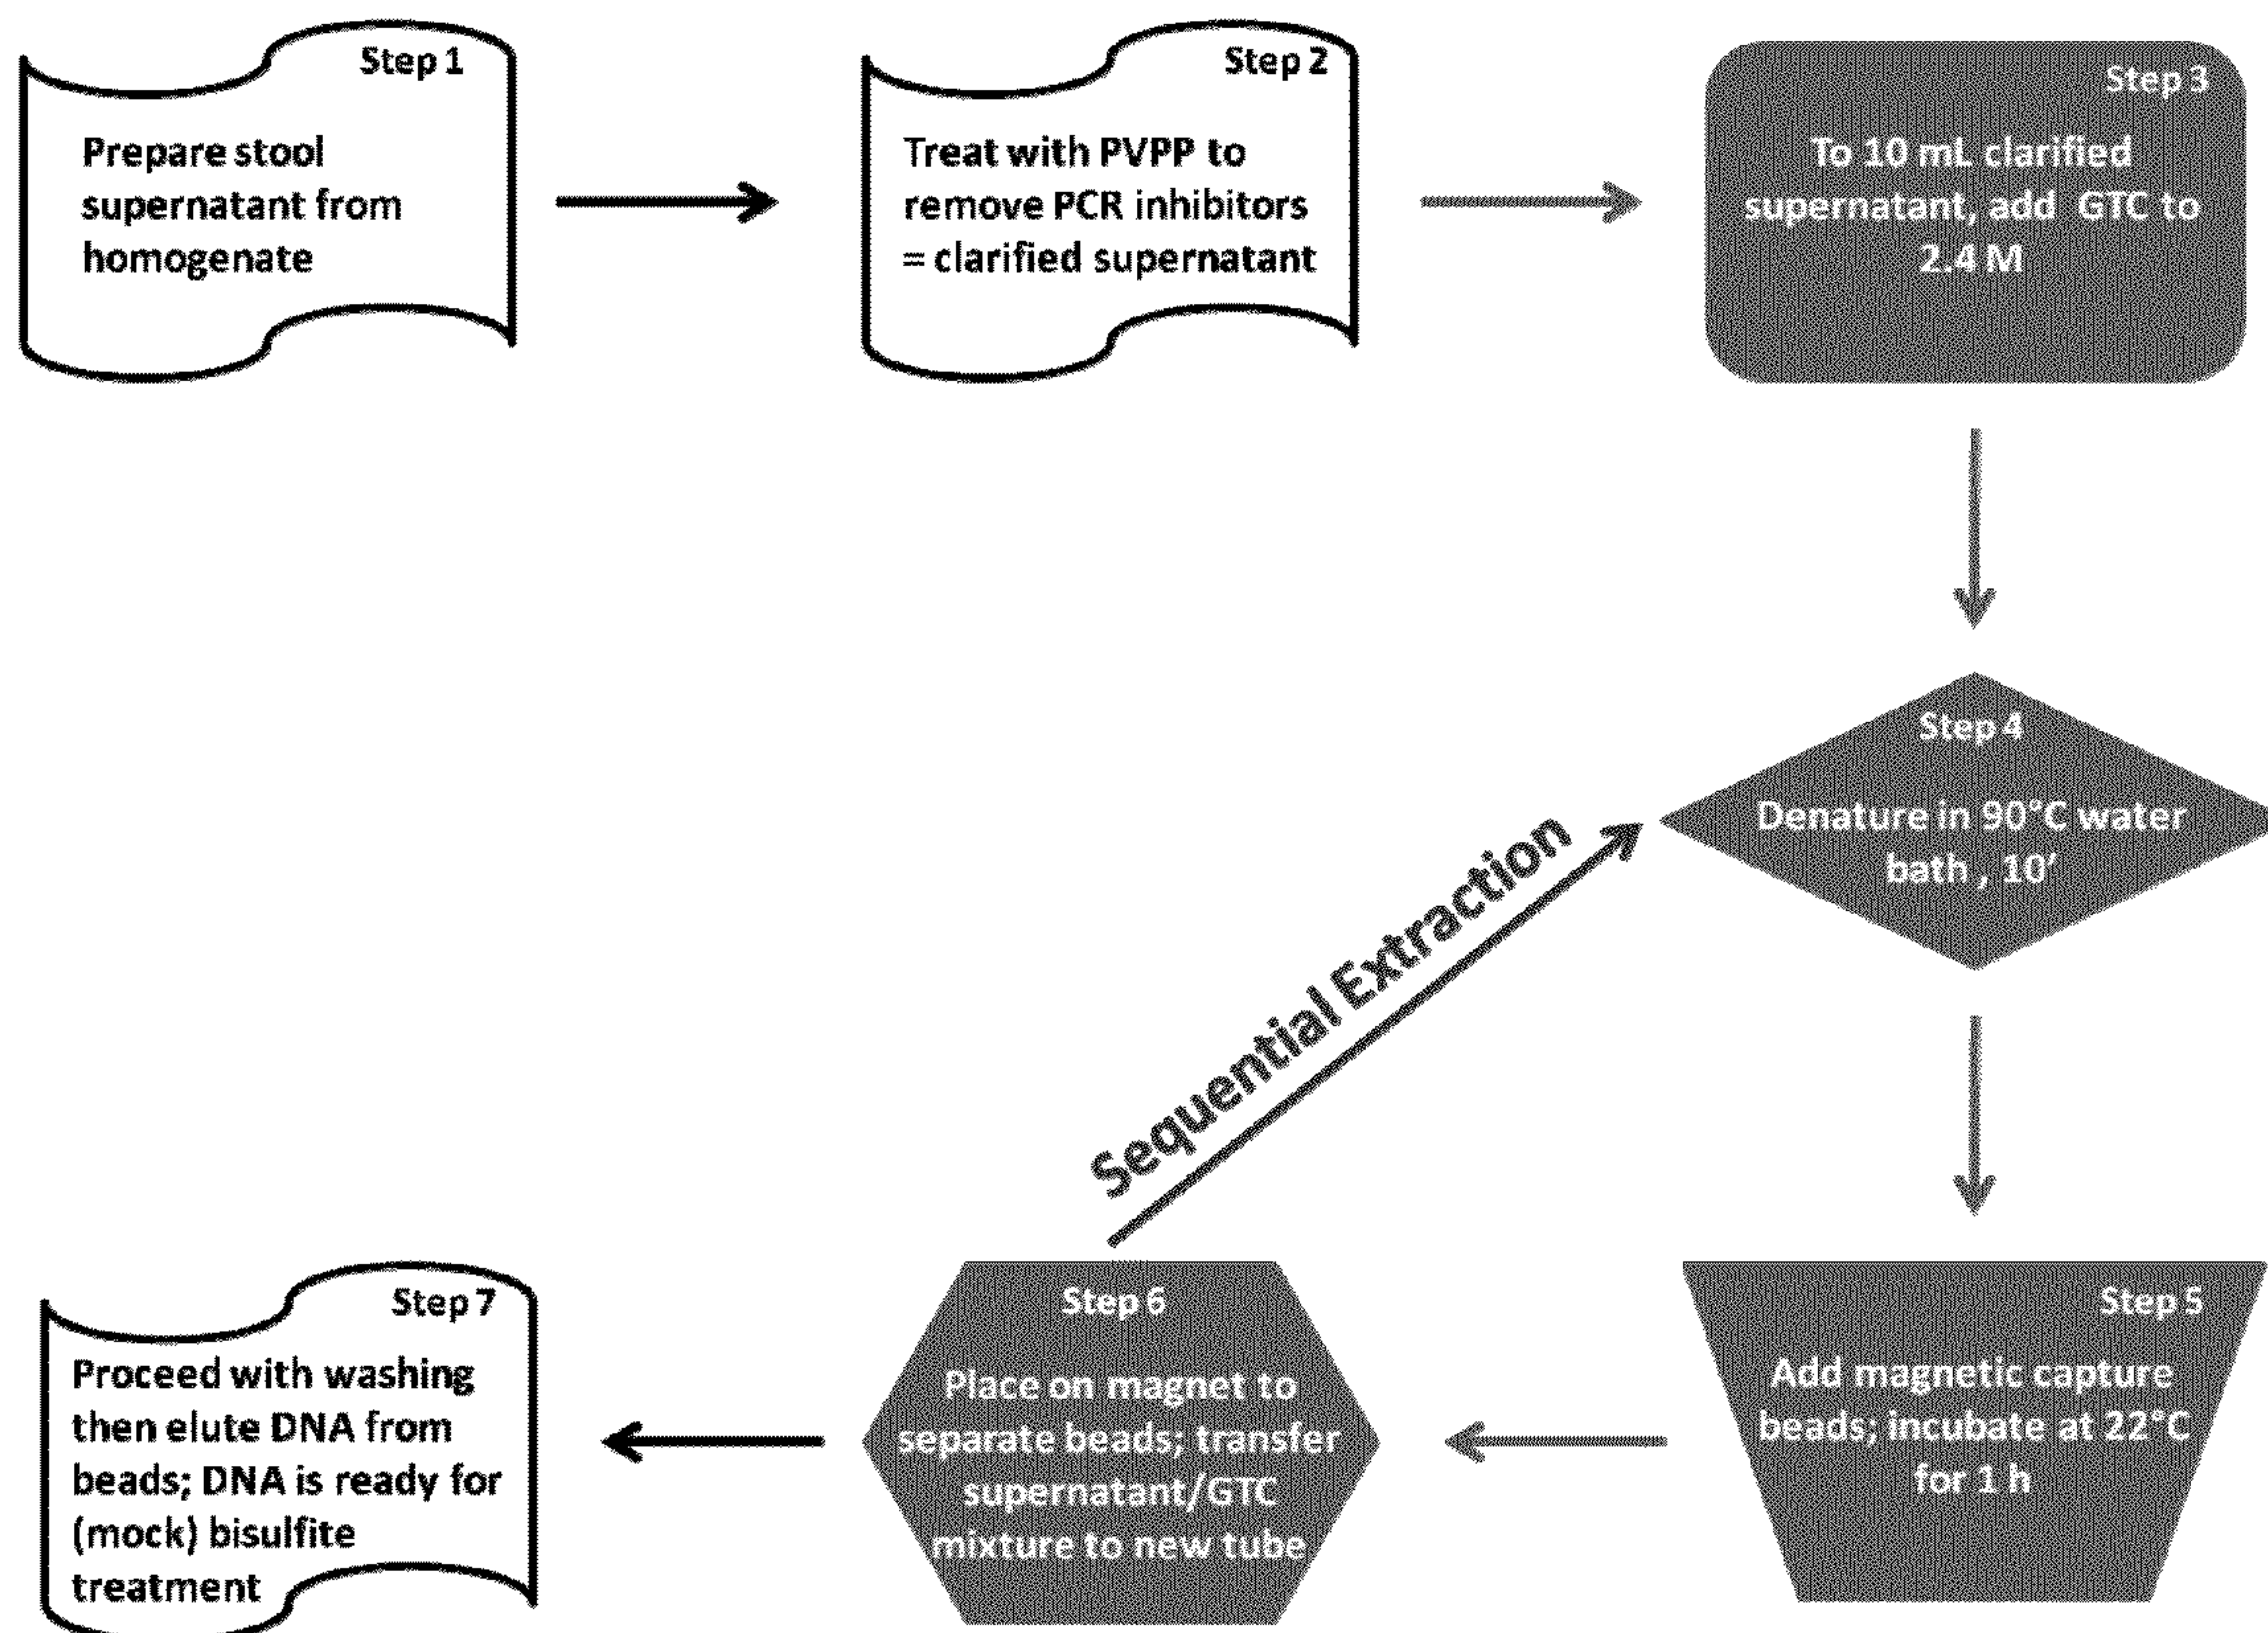 Step 1
Prepare stool
supernatant from
homogenate
Step 2
Treat with PVPP to
remove PCR inhibitors
= clarified supernatant
Step 3
To 10 mL clarified
supernatant, add GTC to
2.4 M
Step 4
Denature in 90°C water
bath , 10’
Sequential Extraction
Step 5
Add magnetic capture
beads; incubate at 22°C
for 1 h
Step 6
Place on magnet to
separate beads; transfer
supernatant/GTC
mixture to new tube
Step 7
Proceed with washing
then elute DNA from
beads; DNA is ready for
(mock) bisulfite
treatment